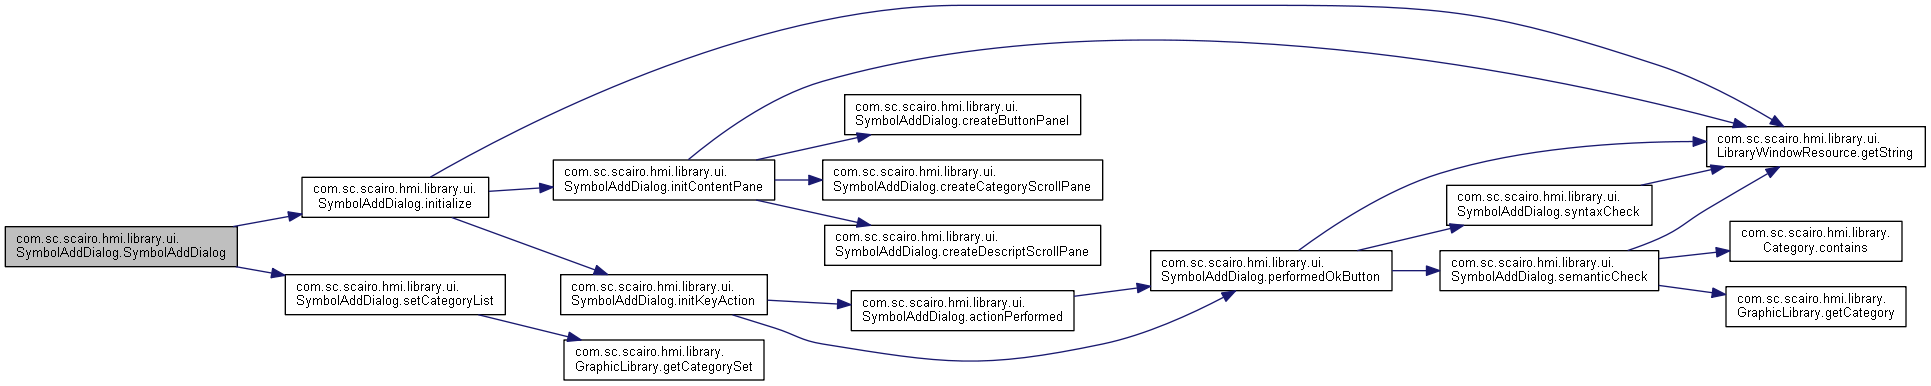 com.sc.scairo.hmi.library.ui.
SymbolAddDialog.SymbolAddDialog
com.sc.scairo.hmi.library.ui.
SymbolAddDialog.initialize
com.sc.scairo.hmi.library.ui.
SymbolAddDialog.setCategoryList
com.sc.scairo.hmi.library.ui.
SymbolAddDialog.initContentPane
com.sc.scairo.hmi.library.ui.
SymbolAddDialog.initKeyAction
com.sc.scairo.hmi.library.
GraphicLibrary.getCategorySet
com.sc.scairo.hmi.library.ui.
SymbolAddDialog.createButtonPanel
com.sc.scairo.hmi.library.ui.
SymbolAddDialog.createCategoryScrollPane
com.sc.scairo.hmi.library.ui.
SymbolAddDialog.createDescriptScrollPane
com.sc.scairo.hmi.library.ui.
SymbolAddDialog.actionPerformed
com.sc.scairo.hmi.library.ui.
SymbolAddDialog.performedOkButton
com.sc.scairo.hmi.library.ui.
SymbolAddDialog.syntaxCheck
com.sc.scairo.hmi.library.ui.
SymbolAddDialog.semanticCheck
com.sc.scairo.hmi.library.ui.
LibraryWindowResource.getString
com.sc.scairo.hmi.library.
Category.contains
com.sc.scairo.hmi.library.
GraphicLibrary.getCategory